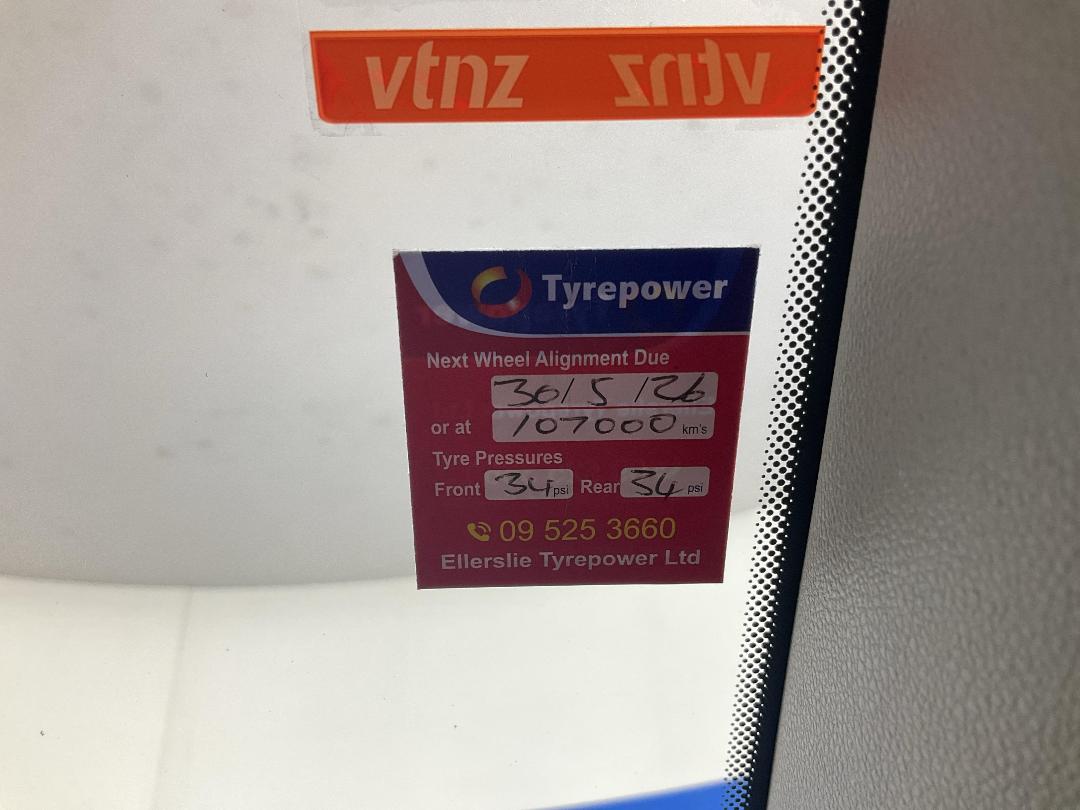 vtnz vtnz
Tyrepower
Next Wheel Alignment Due
30/5/26
or at 107000 km's
Tyre Pressures
Front 34 psi Rear 34 psi
09 525 3660
Ellerslie Tyrepower Ltd